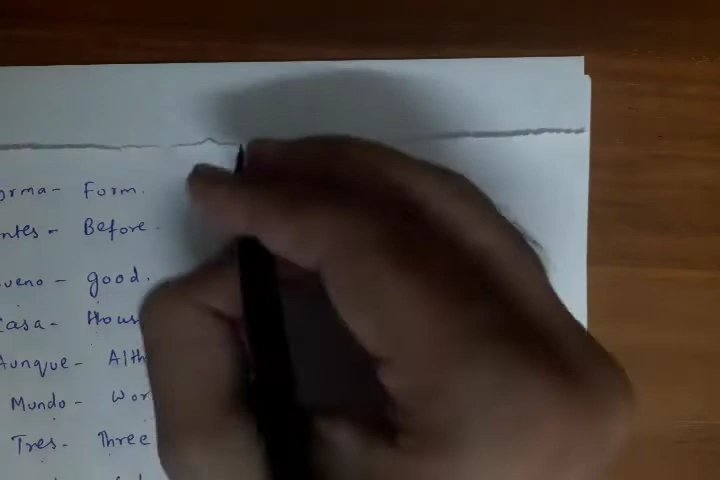 orma- Form.
ntes - Before.
ueno - good.
Casa - Hous
Aunque - Alth
Mundo - Wor
Tres - Three